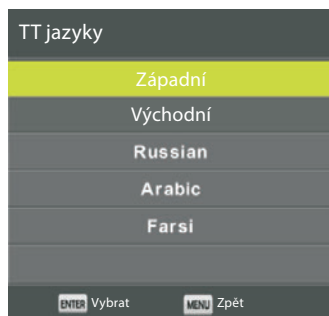 TT jazyky
Západní
Východní
Russian
Arabic
Farsi
ENTER Vybrat MENU Zpět